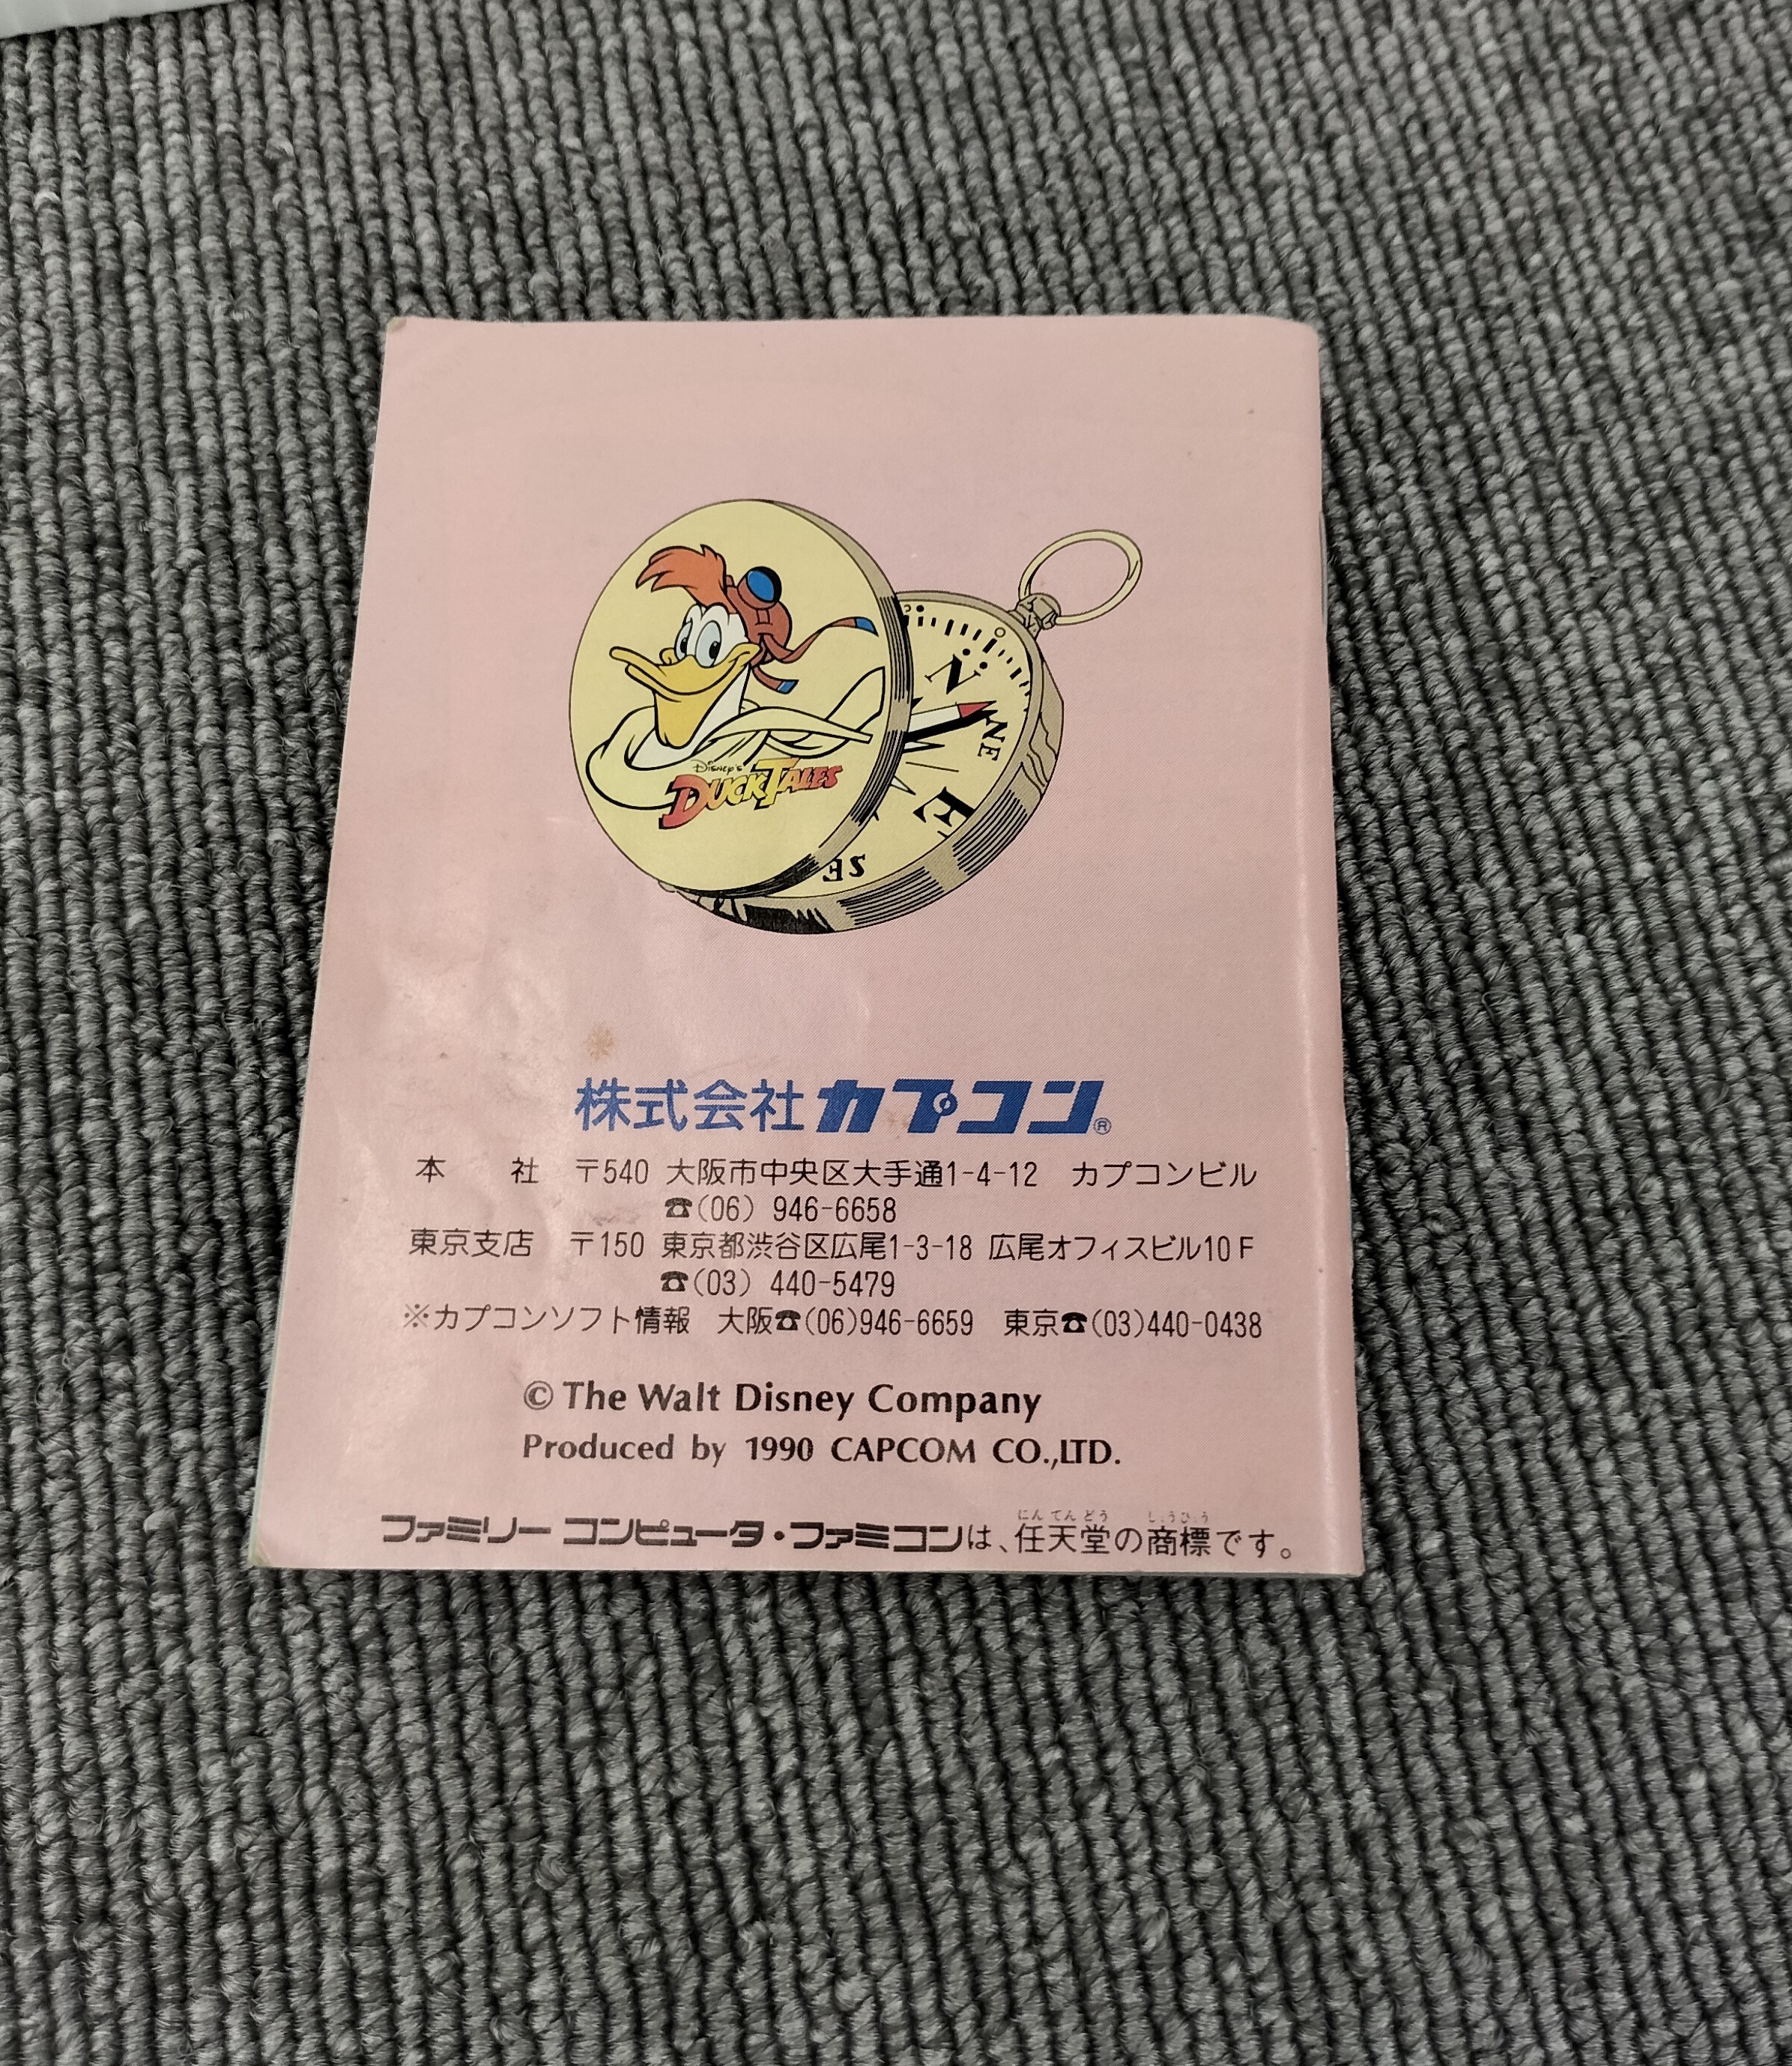 N
NE
E
SE
Disney's
DUCKTALES
株式会社カプコン®
本　　社　〒540 大阪市中央区大手通1-4-12　カプコンビル
☎(06) 946-6658
東京支店　〒150 東京都渋谷区広尾1-3-18 広尾オフィスビル10F
☎(03) 440-5479
※カプコンソフト情報　大阪☎(06)946-6659　東京☎(03)440-0438
© The Walt Disney Company
Produced by 1990 CAPCOM CO.,LTD.
にんてんどう　しょうひょう
ファミリーコンピュータ・ファミコンは、任天堂の商標です。